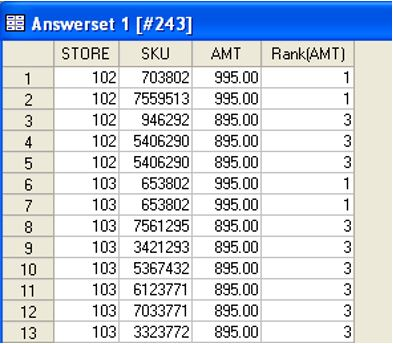 Answerset 1 [#243]
STORE SKU AMT Rank(AMT)
1 102 703802 995.00 1
2 102 7559513 995.00 1
3 102 946292 895.00 3
4 102 5406290 895.00 3
5 102 5406290 895.00 3
6 103 653802 995.00 1
7 103 653802 995.00 1
8 103 7561295 895.00 3
9 103 3421293 895.00 3
10 103 5367432 895.00 3
11 103 6123771 895.00 3
12 103 7033771 895.00 3
13 103 3323772 895.00 3